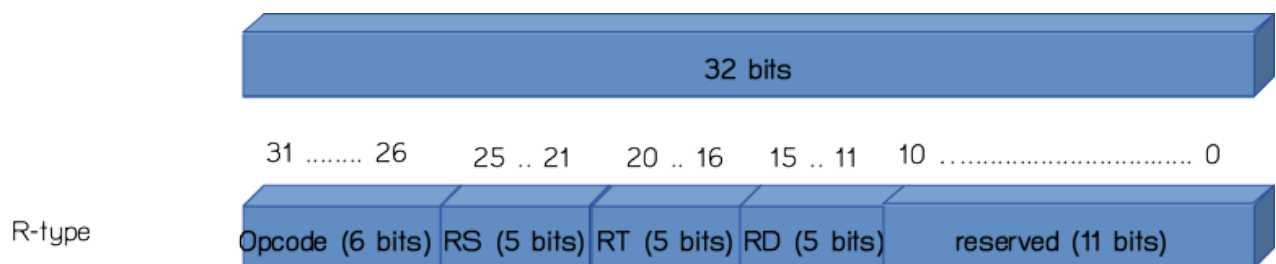 32 bits
31 ........ 26 25 .. 21 20 .. 16 15 .. 11 10 ................................... 0
R-type Opcode (6 bits) RS (5 bits) RT (5 bits) RD (5 bits) reserved (11 bits)